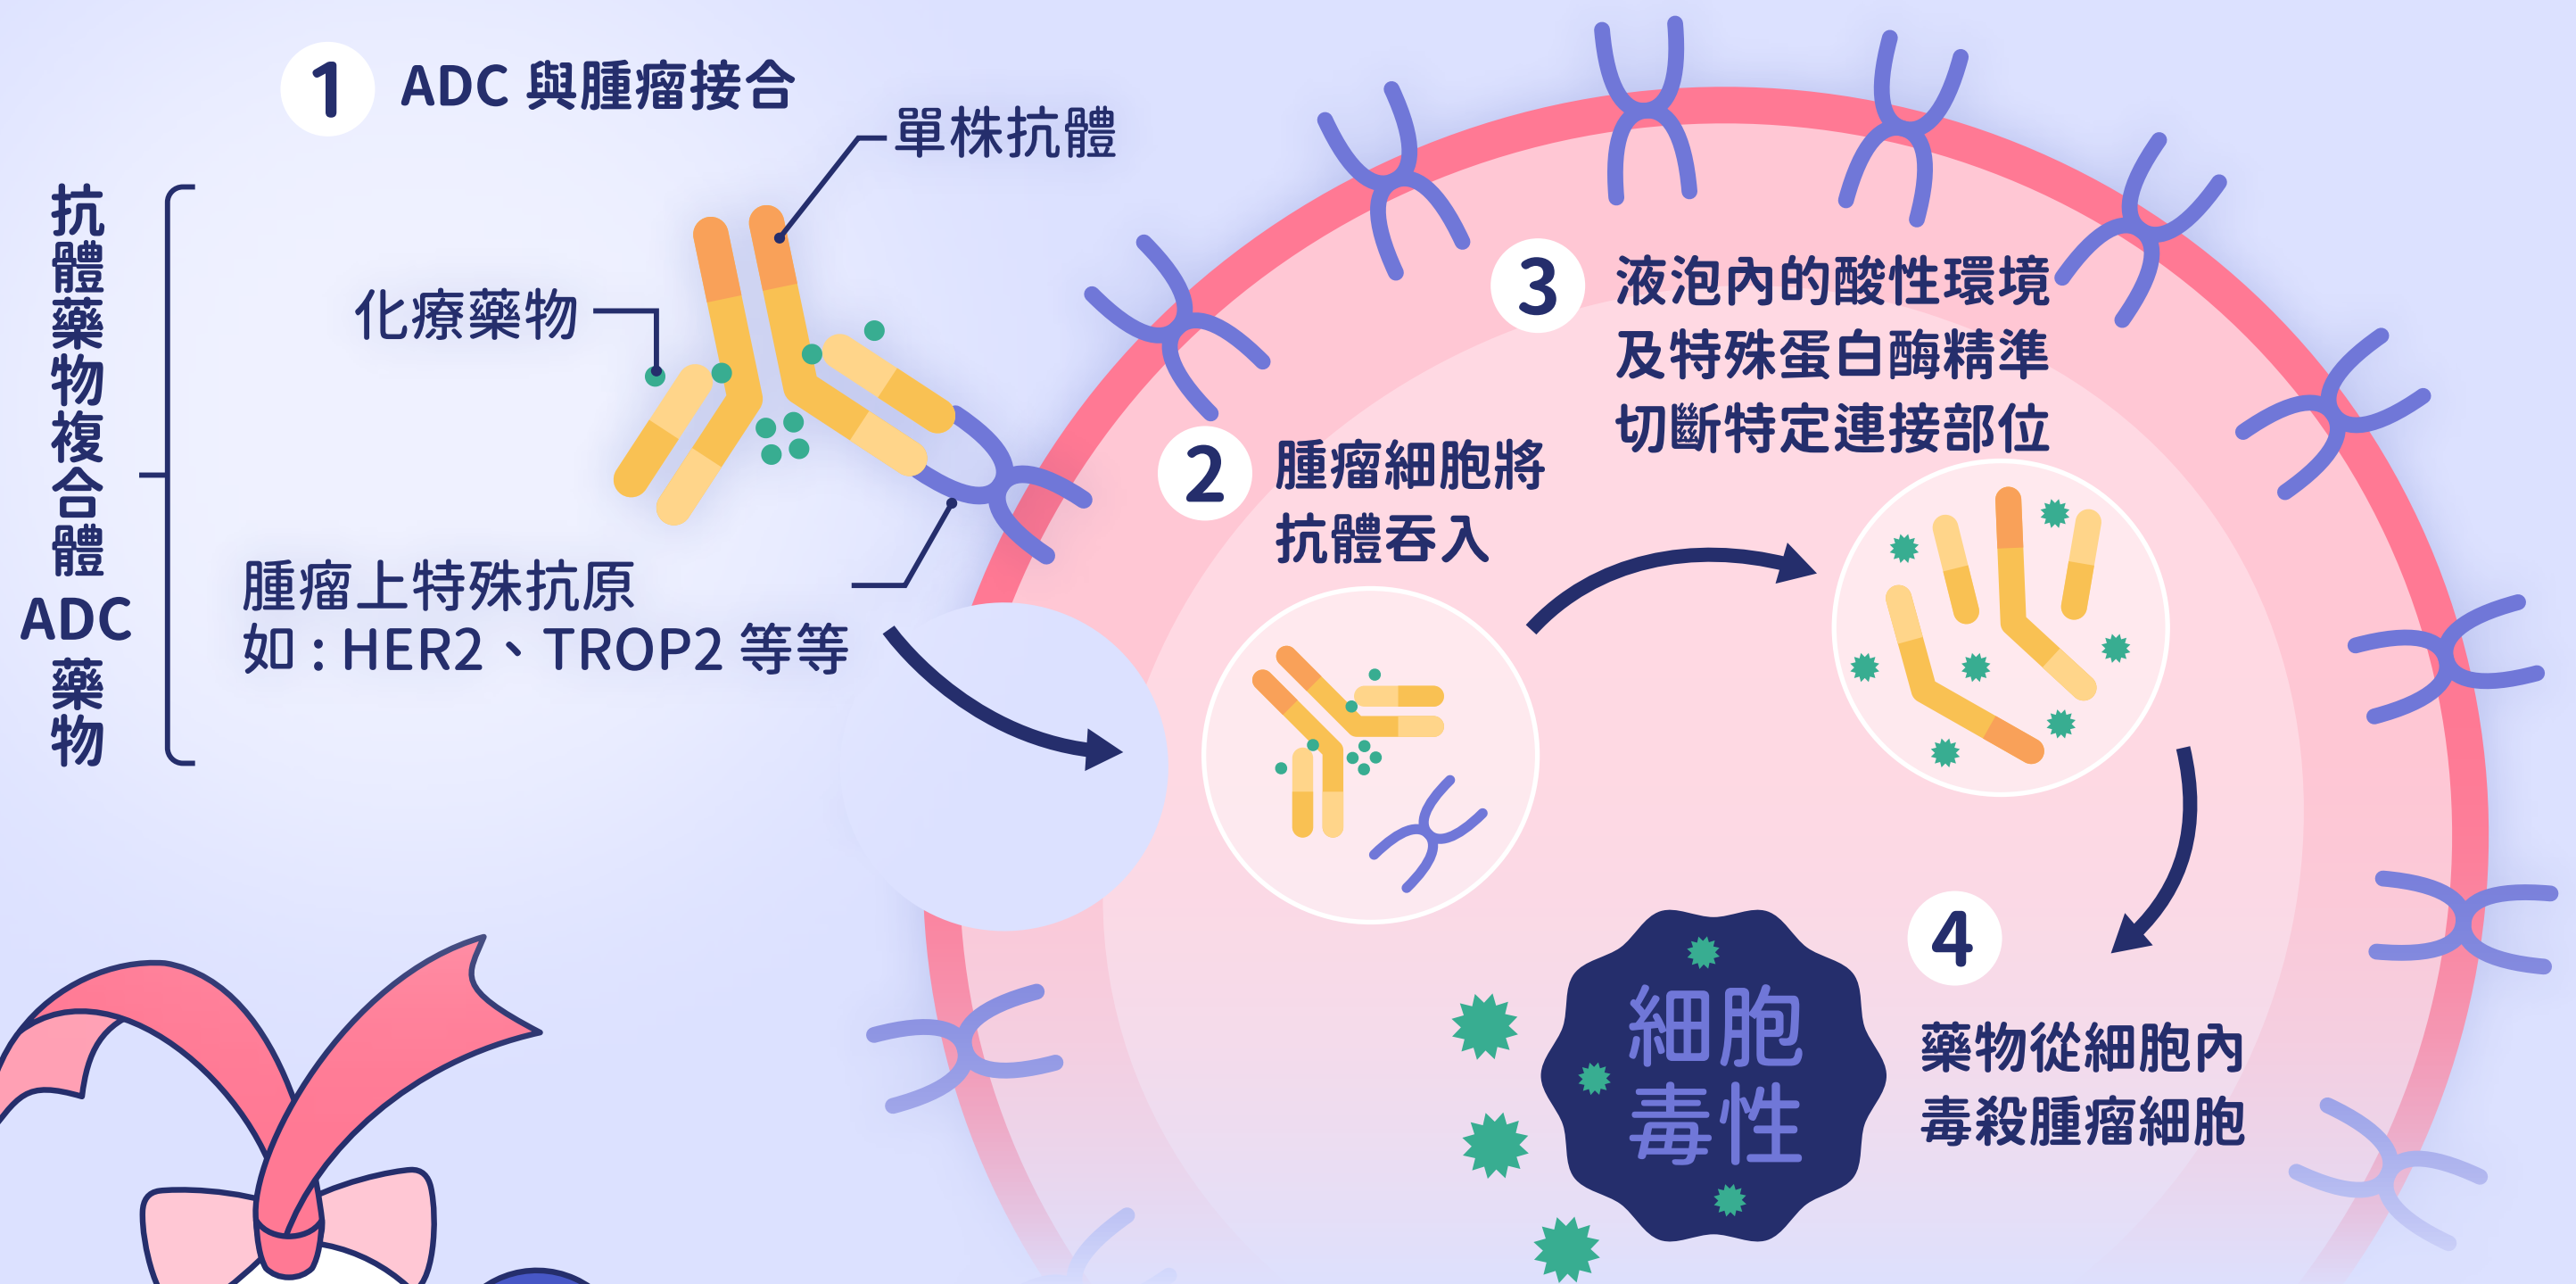 1 ADC 與腫瘤接合
單株抗體
抗體藥物複合體ADC藥物
化療藥物
腫瘤上特殊抗原
如：HER2、TROP2 等等
2 腫瘤細胞將
抗體吞入
3 液泡內的酸性環境
及特殊蛋白酶精準
切斷特定連接部位
4
藥物從細胞內
毒殺腫瘤細胞
細胞
毒性